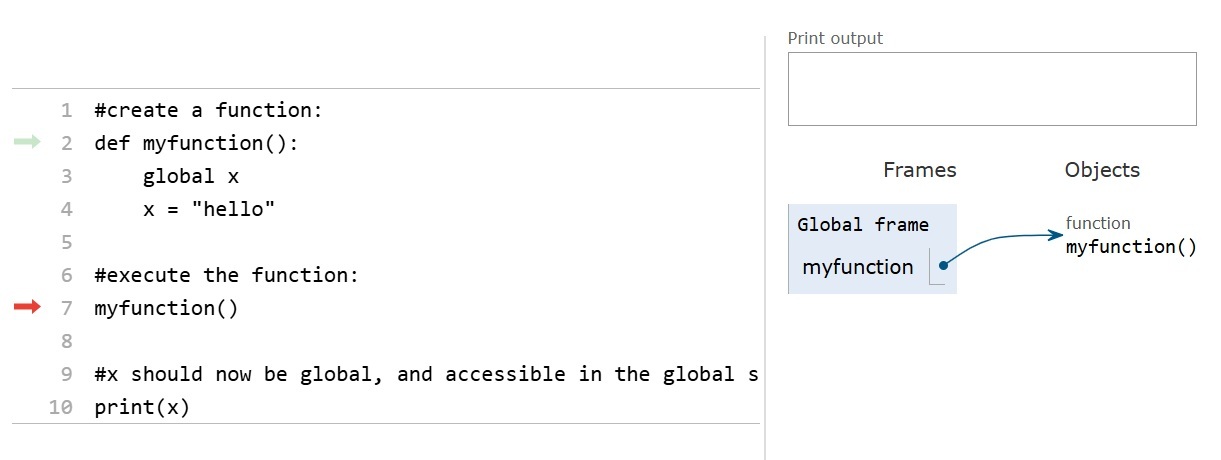 1 #create a function:
2 def myfunction():
3     global x
4     x = "hello"
5
6 #execute the function:
7 myfunction()
8
9 #x should now be global, and accessible in the global s
10 print(x)
Print output
Frames Objects
Global frame
myfunction
function
myfunction()